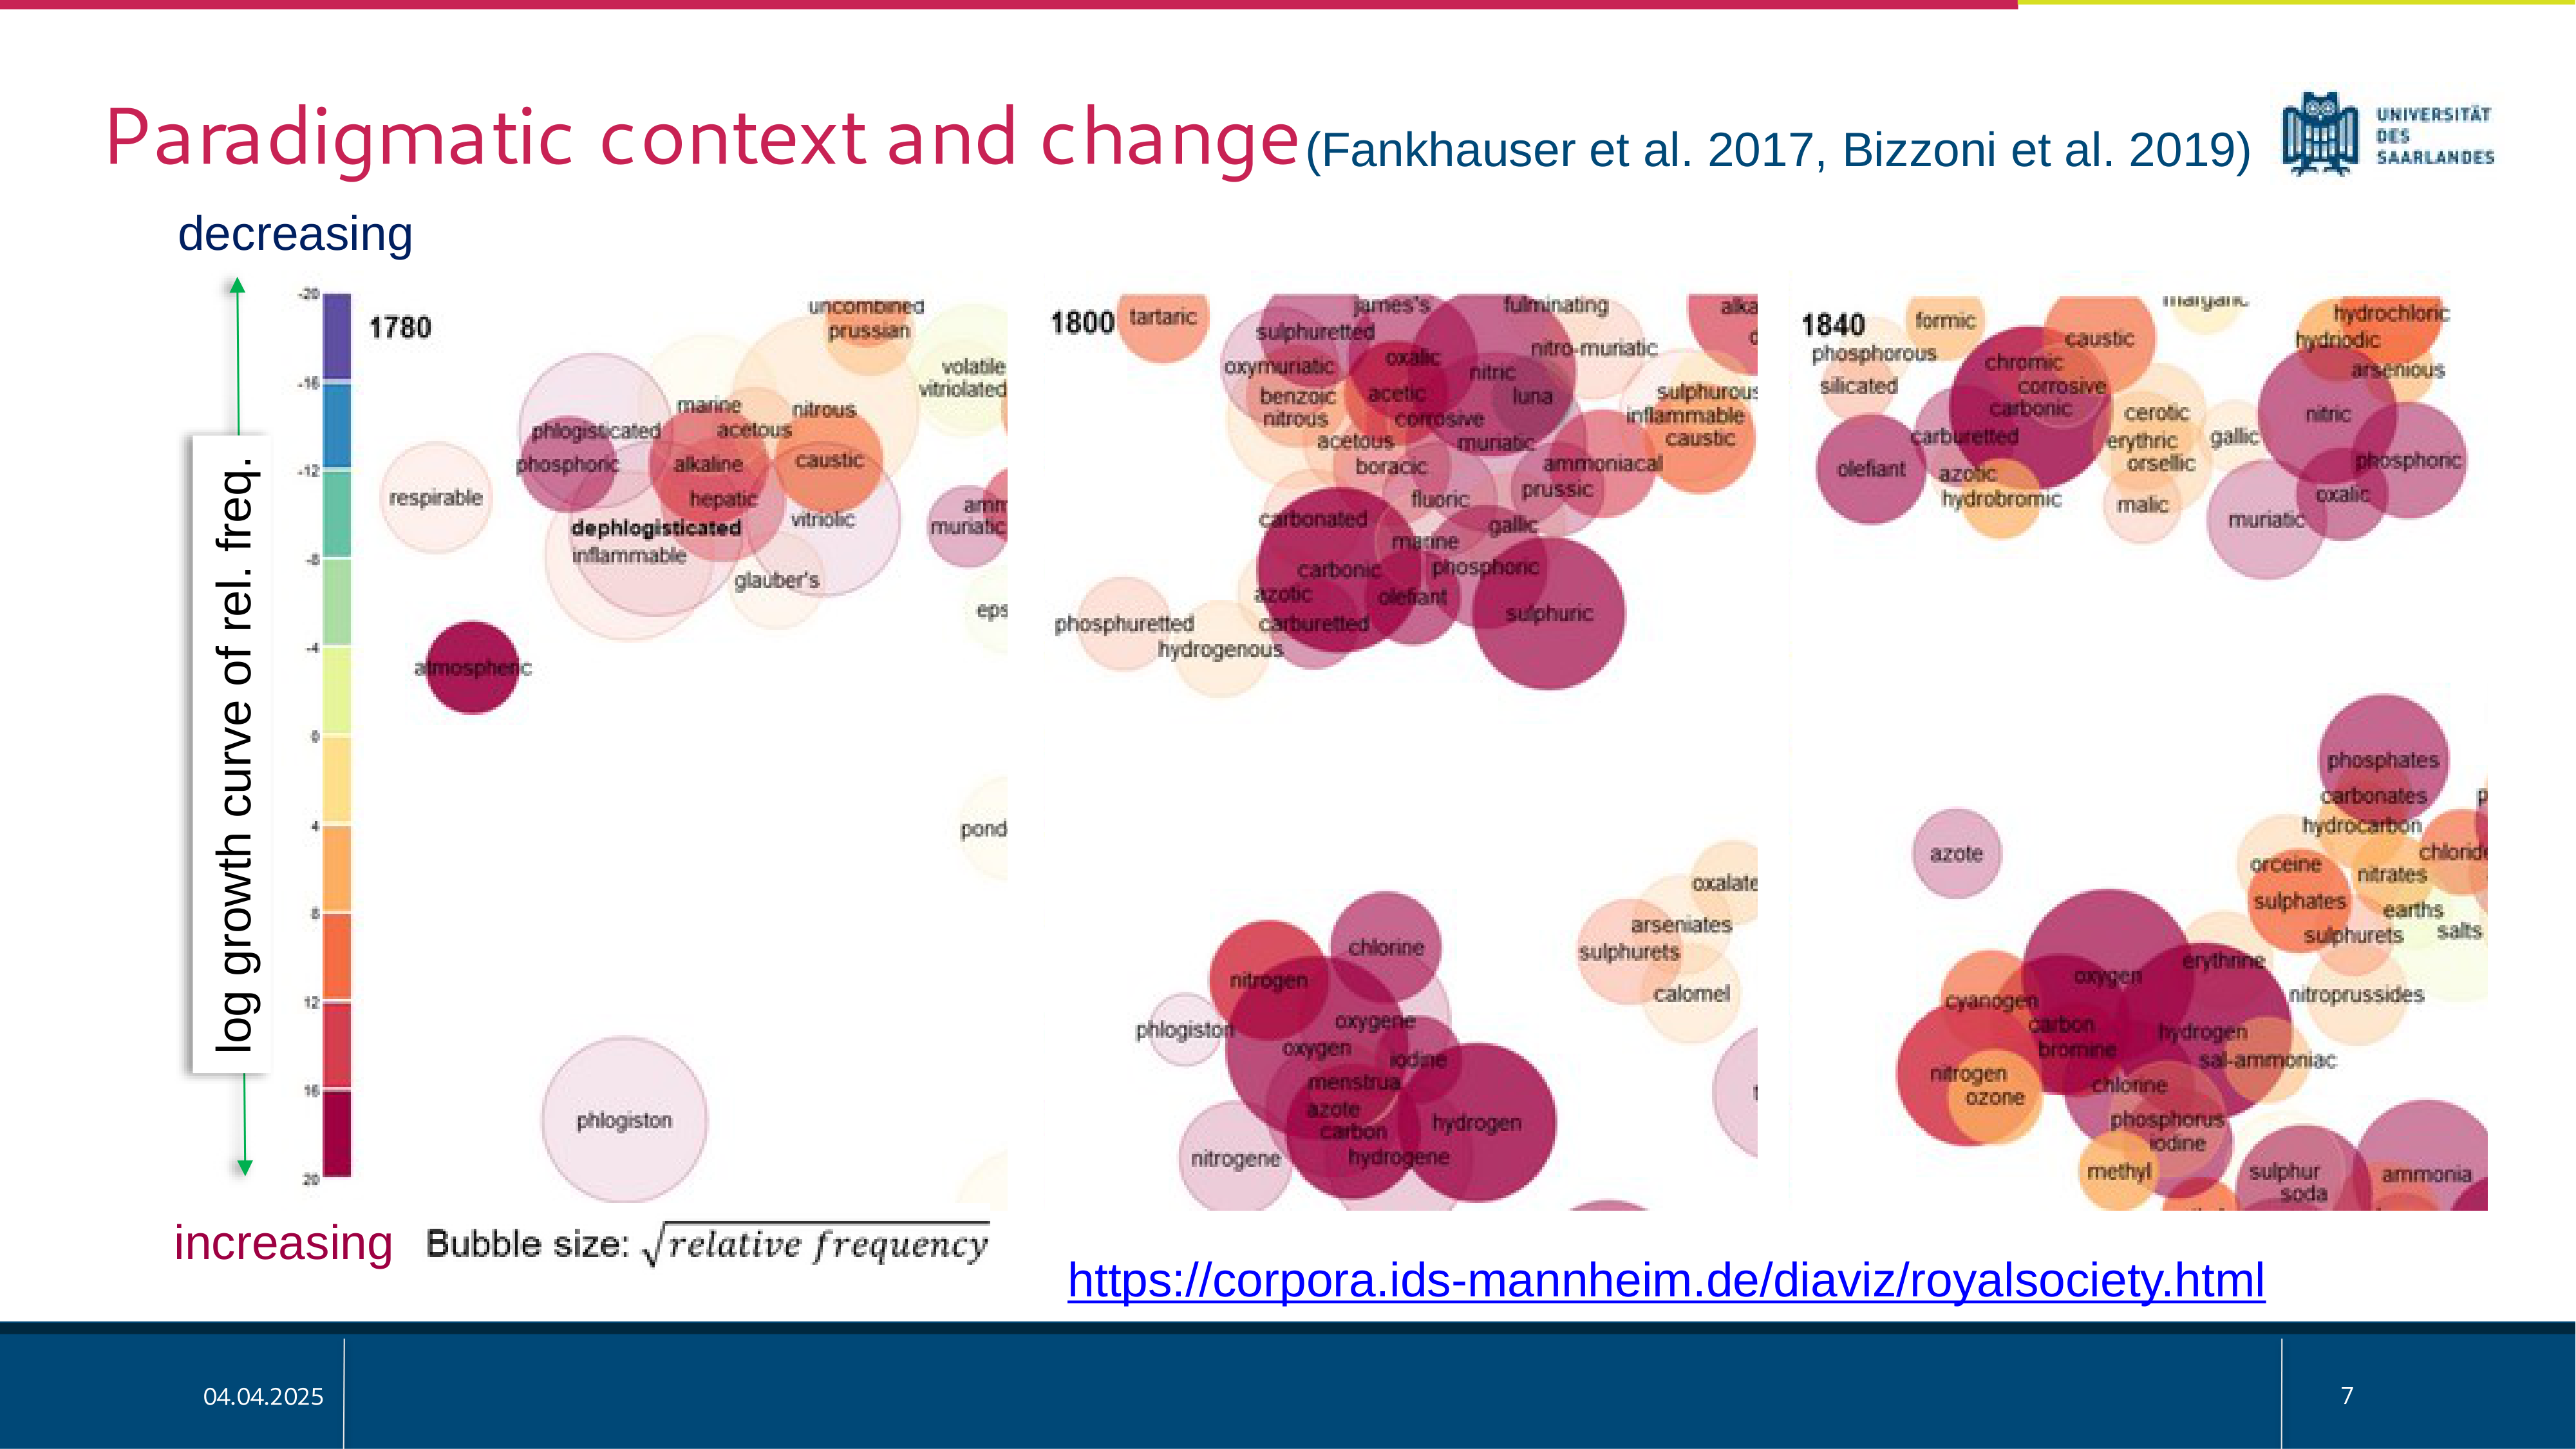 Paradigmatic context and change (Fankhauser et al. 2017, Bizzoni et al. 2019)
UNIVERSITÄT
DES
SAARLANDES
decreasing
log growth curve of rel. freq.
-20
-16
-12
-8
-4
0
4
8
12
16
20
increasing
1780
uncombined
prussian
volatile
vitriolated
marine
nitrous
phlogisticated
acetous
phosphoric
alkaline
caustic
respirable
hepatic
vitriolic
amm
muriatic
dephlogisticated
inflammable
glauber's
eps
atmospheric
pond
phlogiston
Bubble size: √relative frequency
1800
tartaric
james's
fulminating
alka
sulphuretted
oxalic
nitro-muriatic
oxymuriatic
nitric
benzoic
acetic
luna
sulphurous
nitrous
corrosive
inflammable
acetous
muriatic
caustic
boracic
ammoniacal
fluoric
prussic
carbonated
gallic
marine
carbonic
phosphoric
azotic
olefiant
sulphuric
phosphuretted
carburetted
hydrogenous
oxalate
arseniates
chlorine
sulphurets
nitrogen
calomel
phlogiston
oxygene
oxygen
iodine
menstrua
azote
carbon
hydrogen
nitrogene
hydrogene
1840
formic
hydrochloric
caustic
hydriodic
phosphorous
chromic
arsenious
silicated
corrosive
carbonic
cerotic
nitric
carburetted
erythric
gallic
olefiant
azotic
orsellic
phosphoric
hydrobromic
malic
oxalic
muriatic
phosphates
carbonates
p
hydrocarbon
azote
orceine
chloride
nitrates
sulphates
earths
sulphurets
salts
erythrine
oxygen
cyanogen
nitroprussides
carbon
hydrogen
bromine
sal-ammoniac
nitrogen
chlorine
ozone
phosphorus
iodine
methyl
sulphur
ammonia
soda
https://corpora.ids-mannheim.de/diaviz/royalsociety.html
04.04.2025
7